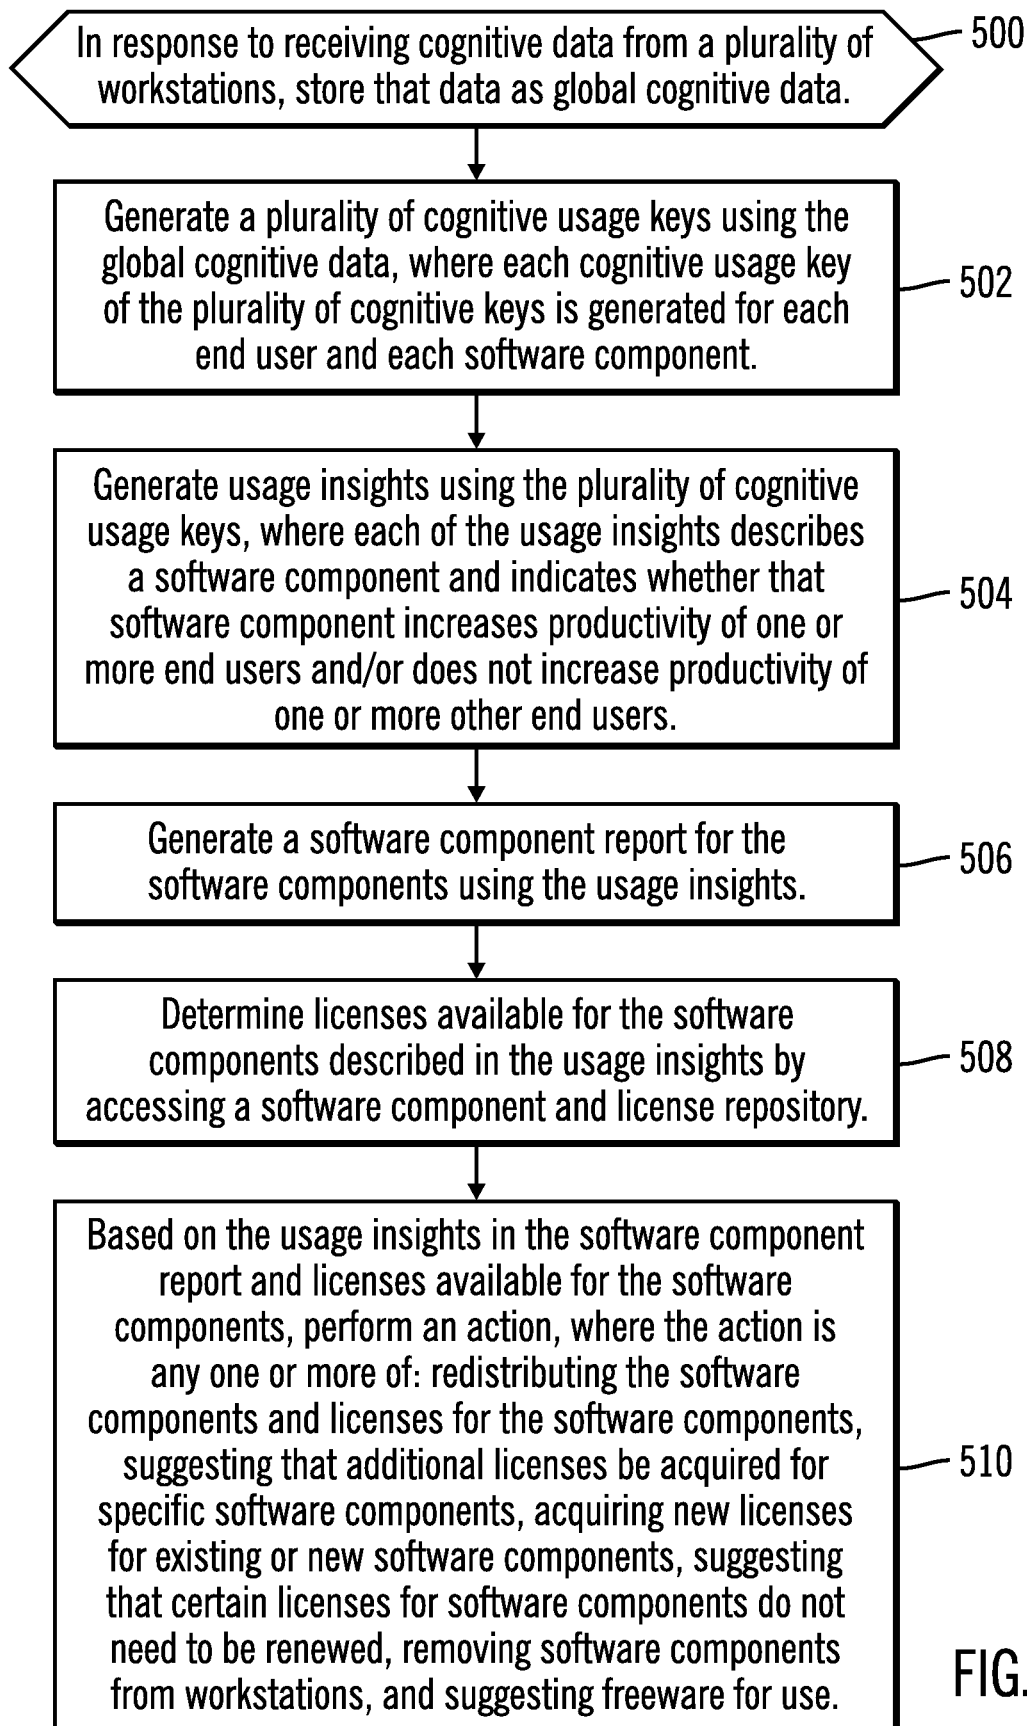 In response to receiving cognitive data from a plurality of
workstations, store that data as global cognitive data.
500
Generate a plurality of cognitive usage keys using the
global cognitive data, where each cognitive usage key
of the plurality of cognitive keys is generated for each
end user and each software component.
502
Generate usage insights using the plurality of cognitive
usage keys, where each of the usage insights describes
a software component and indicates whether that
software component increases productivity of one or
more end users and/or does not increase productivity of
one or more other end users.
504
Generate a software component report for the
software components using the usage insights.
506
Determine licenses available for the software
components described in the usage insights by
accessing a software component and license repository.
508
Based on the usage insights in the software component
report and licenses available for the software
components, perform an action, where the action is
any one or more of: redistributing the software
components and licenses for the software components,
suggesting that additional licenses be acquired for
specific software components, acquiring new licenses
for existing or new software components, suggesting
that certain licenses for software components do not
need to be renewed, removing software components
from workstations, and suggesting freeware for use.
510
FIG.